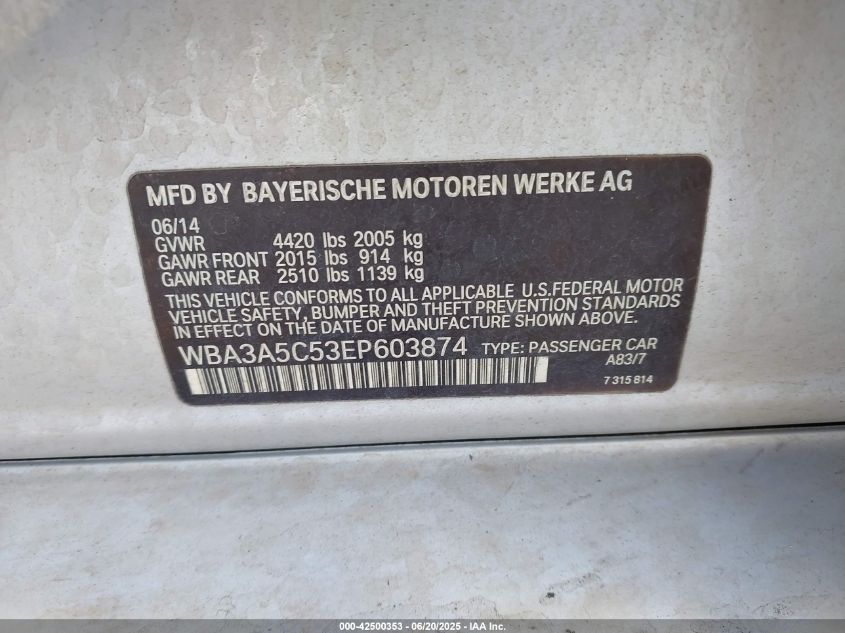 MFD BY BAYERISCHE MOTOREN WERKE AG
06/14
GVWR 4420 lbs 2005 kg
GAWR FRONT 2015 lbs 914 kg
GAWR REAR 2510 lbs 1139 kg
THIS VEHICLE CONFORMS TO ALL APPLICABLE U.S.FEDERAL MOTOR
VEHICLE SAFETY, BUMPER AND THEFT PREVENTION STANDARDS
IN EFFECT ON THE DATE OF MANUFACTURE SHOWN ABOVE.
WBA3A5C53EP603874 TYPE: PASSENGER CAR
A83/7
7 315 814
000-42500353 - 06/20/2025 - IAA Inc.